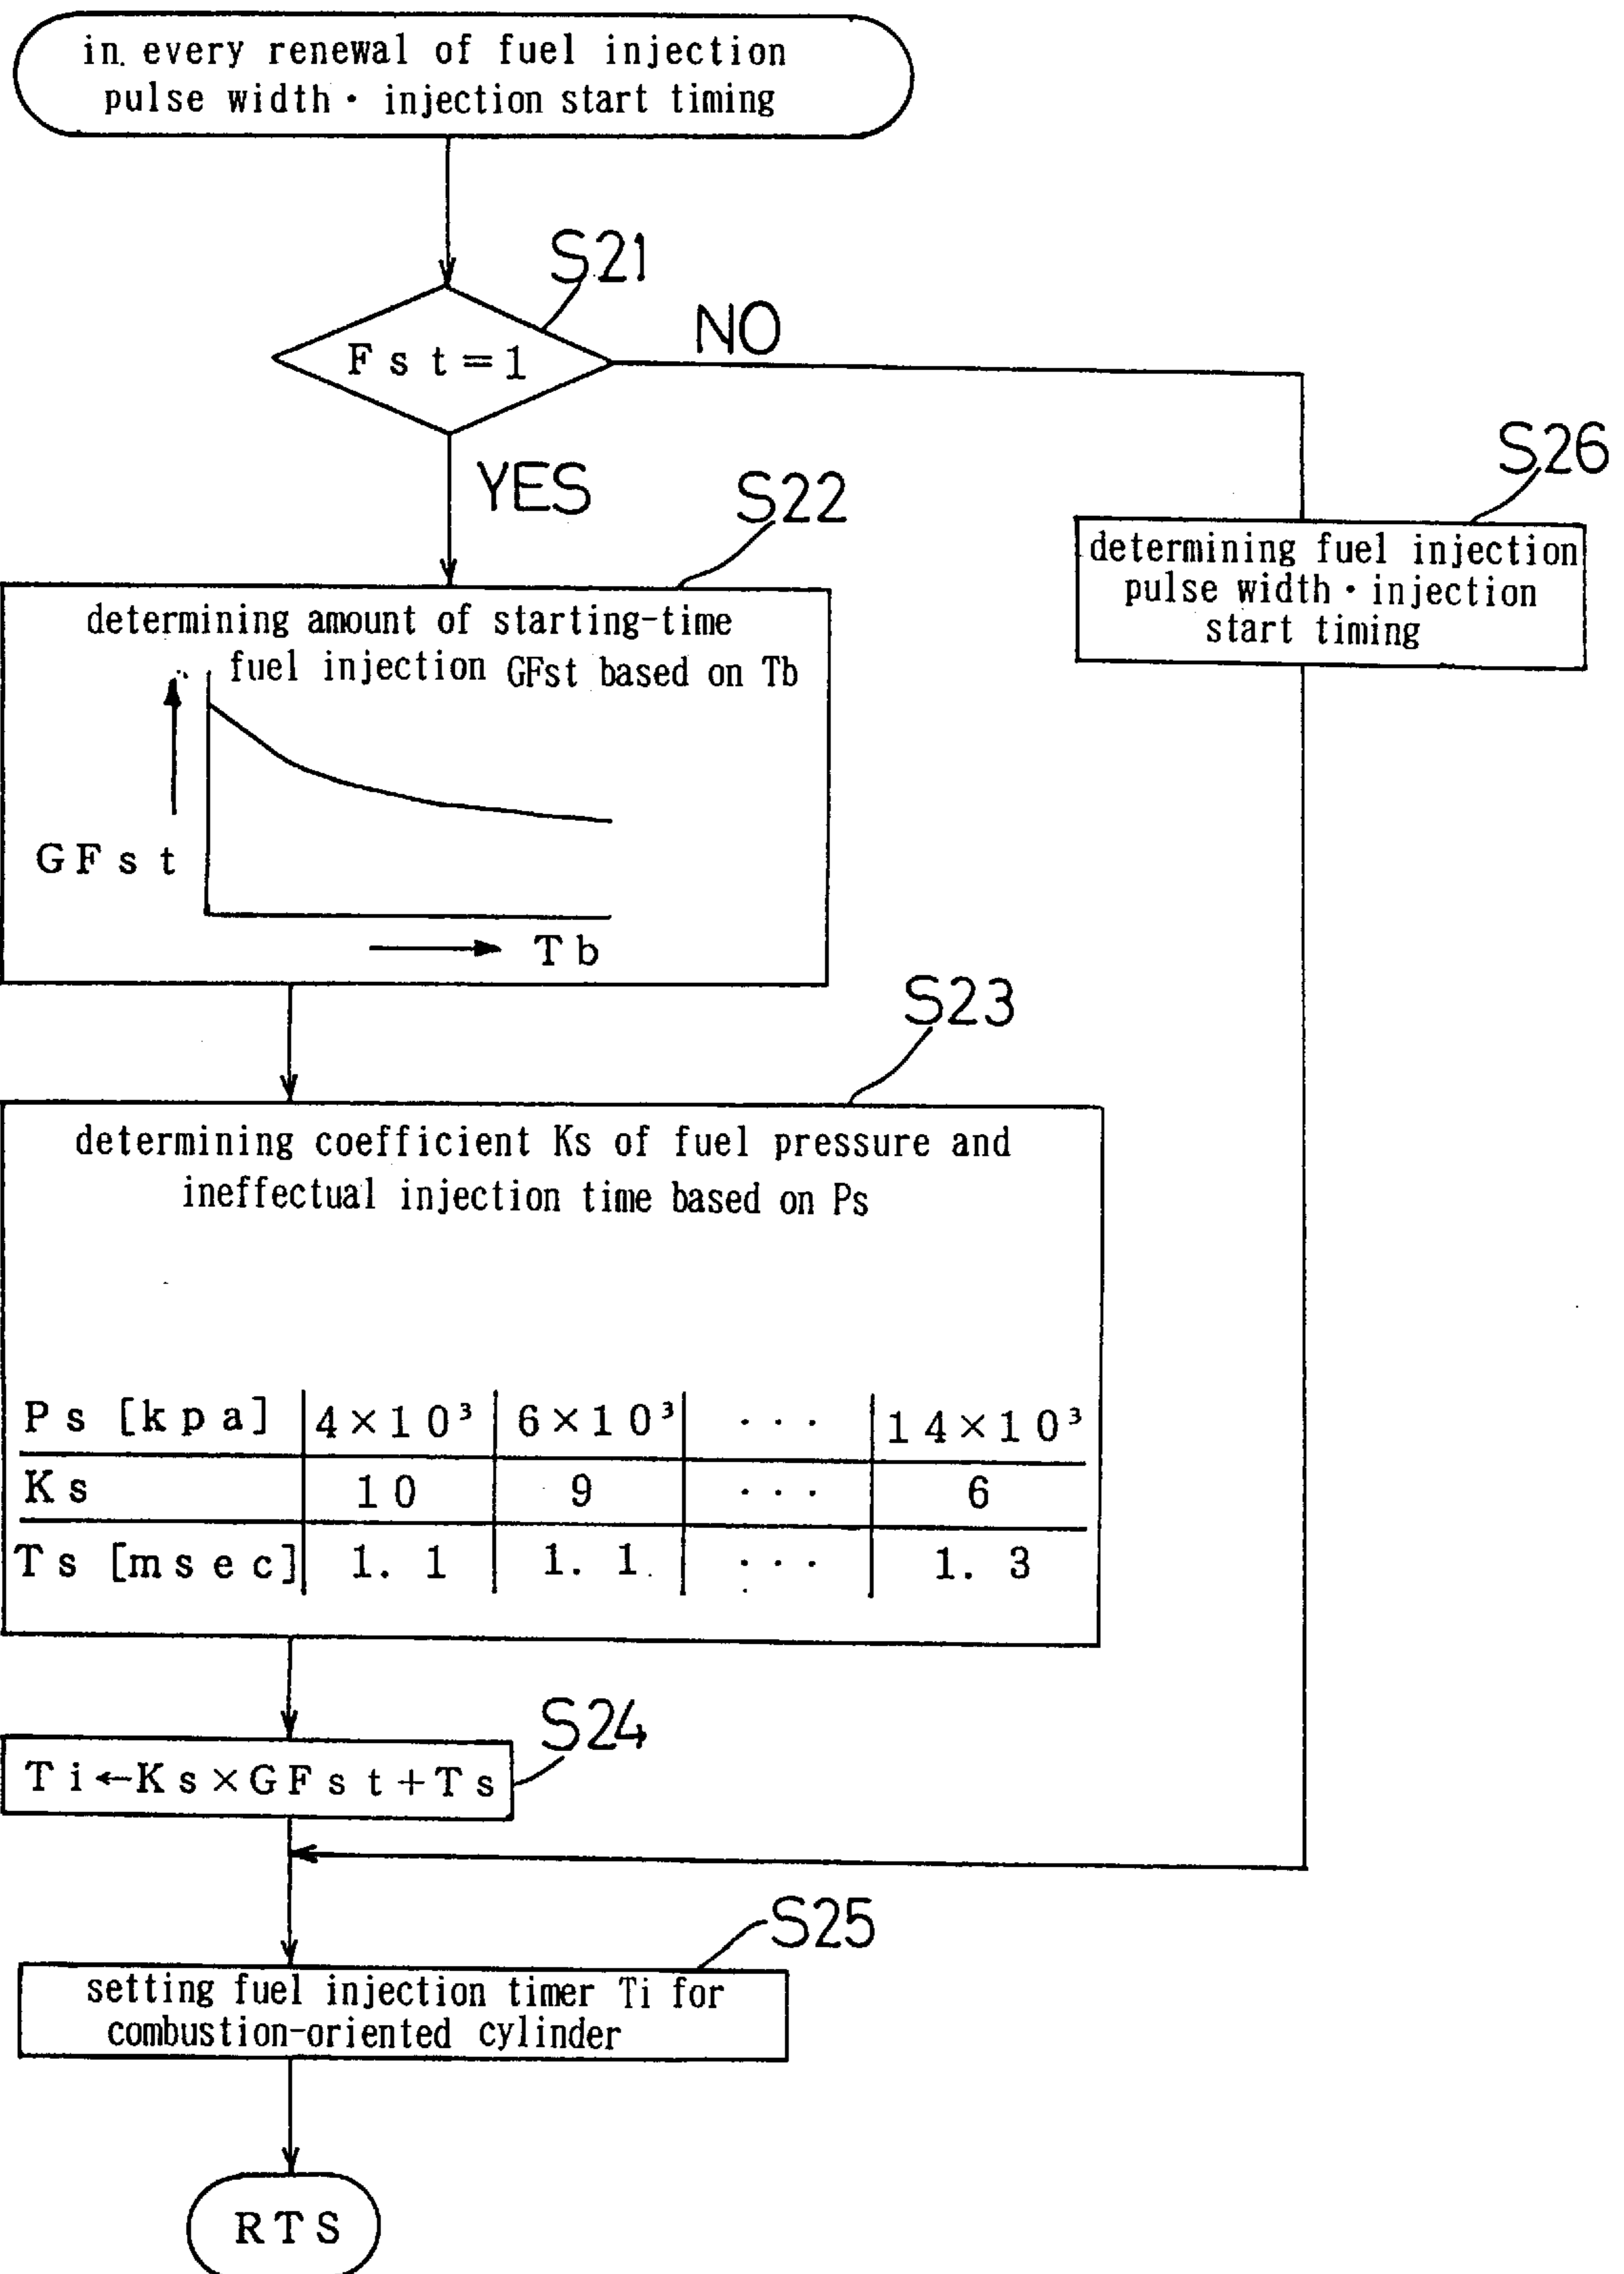 in every renewal of fuel injection
pulse width・ injection start timing
S21
Fst=1
NO
YES
S22
S26
determining fuel injection
pulse width・injection
start timing
determining amount of starting-time
fuel injection GFst based on Tb
GFst
Tb
S23
determining coefficient Ks of fuel pressure and
ineffectual injection time based on Ps
Ps [kpa] 4×10³ 6×10³ ··· 14×10³
Ks 10 9 ··· 6
Ts [msec] 1.1 1.1 ··· 1.3
S24
Ti←Ks×GFst+Ts
S25
setting fuel injection timer Ti for
combustion-oriented cylinder
RTS